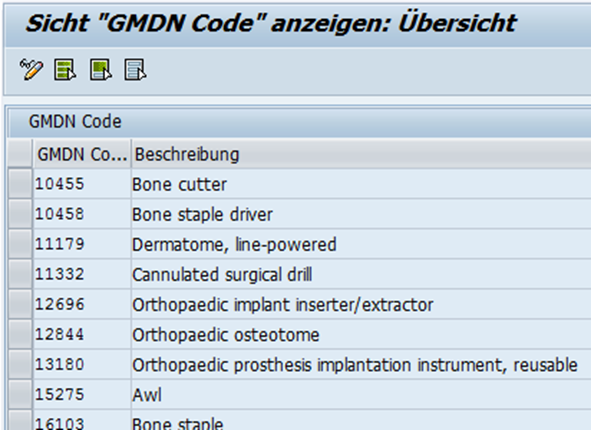 Sicht "GMDN Code" anzeigen: Übersicht
GMDN Code
GMDN Co... Beschreibung
10455 Bone cutter
10458 Bone staple driver
11179 Dermatome, line-powered
11332 Cannulated surgical drill
12696 Orthopaedic implant inserter/extractor
12844 Orthopaedic osteotome
13180 Orthopaedic prosthesis implantation instrument, reusable
15275 Awl
16103 Bone staple